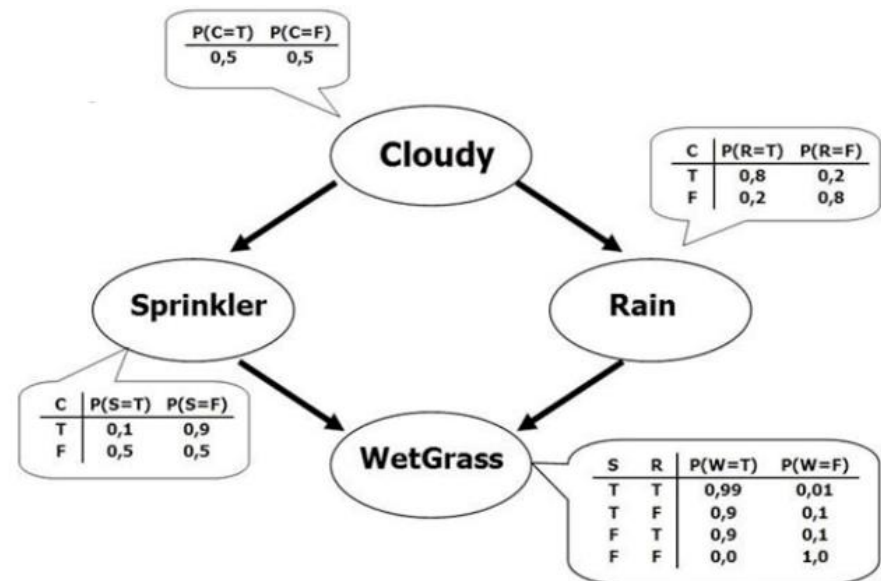 P(C=T) P(C=F)
0,5 0,5
Cloudy
C P(R=T) P(R=F)
T 0,8 0,2
F 0,2 0,8
Sprinkler
Rain
C P(S=T) P(S=F)
T 0,1 0,9
F 0,5 0,5
WetGrass
S R P(W=T) P(W=F)
T T 0,99 0,01
T F 0,9 0,1
F T 0,9 0,1
F F 0,0 1,0